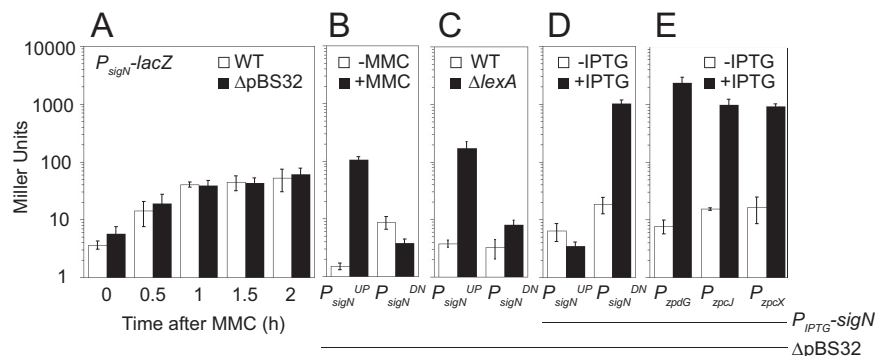 A B C D E
10000
1000
100
10
1
Miller Units
P_sigN-lacZ
WT
ΔpBS32
-MMC
+MMC
WT
ΔlexA
-IPTG
+IPTG
-IPTG
+IPTG
0 0.5 1 1.5 2
Time after MMC (h)
P_sigN^UP P_sigN^DN
P_sigN^UP P_sigN^DN
P_sigN^UP P_sigN^DN
P_zpdG P_zpcJ P_zpcX
P_IPTG-sigN
ΔpBS32